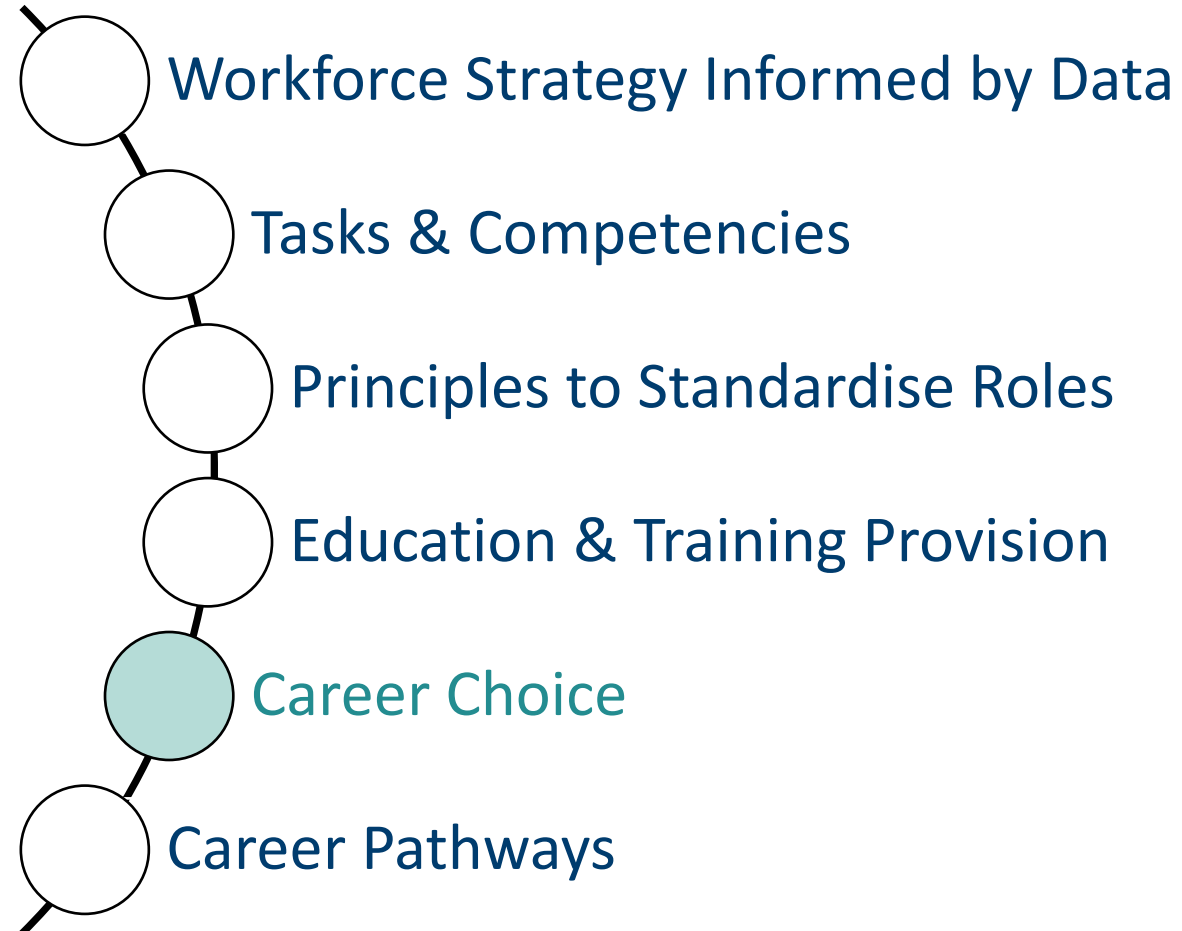 Workforce Strategy Informed by Data
Tasks & Competencies
Principles to Standardise Roles
Education & Training Provision
Career Choice
Career Pathways